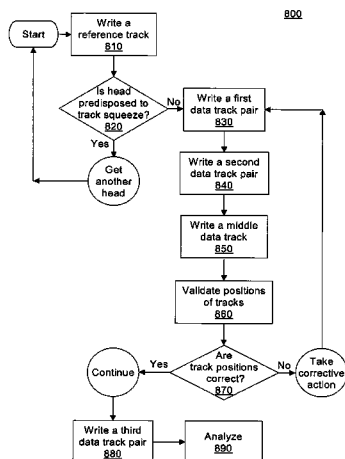 800
Start
Write a
reference track
810
Is head
predisposed to
track squeeze?
820
No
Yes
Get
another
head
Write a first
data track pair
830
Write a second
data track pair
840
Write a middle
data track
850
Validate positions
of tracks
860
Are
track positions
correct?
870
Yes
No
Take
corrective
action
Continue
Write a third
data track pair
880
Analyze
890